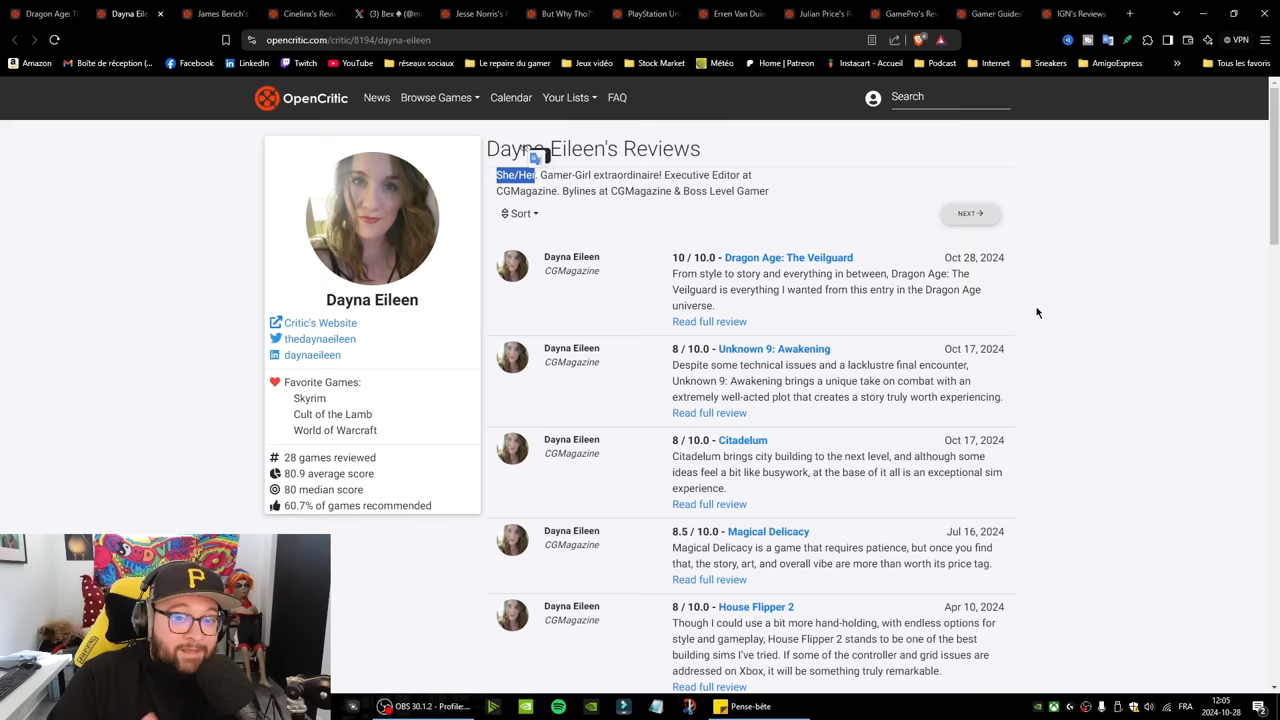 Dragon Age: T
Dayna Eile
James Berich's
Cinelinx's Revi
(3) Bex ♦ (@m
Jesse Norris's R
But Why Tho?
PlayStation Un
Erren Van Duin
Julian Price's R
GamePro's Rev
Gamer Guides'
IGN's Reviews
opencritic.com/critic/8194/dayna-eileen
VPN
Amazon
Boîte de réception (...
Facebook
LinkedIn
Twitch
YouTube
réseaux sociaux
Le repaire du gamer
Jeux vidéo
Stock Market
Météo
Home | Patreon
Instacart - Accueil
Podcast
Internet
Sneakers
AmigoExpress
Tous les favoris
OpenCritic
News
Browse Games
Calendar
Your Lists
FAQ
Search
Dayna Eileen's Reviews
She/Her. Gamer-Girl extraordinaire! Executive Editor at
CGMagazine. Bylines at CGMagazine & Boss Level Gamer
Sort
NEXT
Dayna Eileen
Critic's Website
thedaynaeileen
daynaeileen
Favorite Games:
Skyrim
Cult of the Lamb
World of Warcraft
28 games reviewed
80.9 average score
80 median score
60.7% of games recommended
Dayna Eileen
CGMagazine
10 / 10.0 - Dragon Age: The Veilguard
Oct 28, 2024
From style to story and everything in between, Dragon Age: The
Veilguard is everything I wanted from this entry in the Dragon Age
universe.
Read full review
Dayna Eileen
CGMagazine
8 / 10.0 - Unknown 9: Awakening
Oct 17, 2024
Despite some technical issues and a lacklustre final encounter,
Unknown 9: Awakening brings a unique take on combat with an
extremely well-acted plot that creates a story truly worth experiencing.
Read full review
Dayna Eileen
CGMagazine
8 / 10.0 - Citadelum
Oct 17, 2024
Citadelum brings city building to the next level, and although some
ideas feel a bit like busywork, at the base of it all is an exceptional sim
experience.
Read full review
Dayna Eileen
CGMagazine
8.5 / 10.0 - Magical Delicacy
Jul 16, 2024
Magical Delicacy is a game that requires patience, but once you find
that, the story, art, and overall vibe are more than worth its price tag.
Read full review
Dayna Eileen
CGMagazine
8 / 10.0 - House Flipper 2
Apr 10, 2024
Though I could use a bit more hand-holding, with endless options for
style and gameplay, House Flipper 2 stands to be one of the best
building sims I've tried. If some of the controller and grid issues are
addressed on Xbox, it will be something truly remarkable.
Read full review
P
OBS 30.1.2 - Profile:...
Pense-bête
FRA
12:05
2024-10-28
2